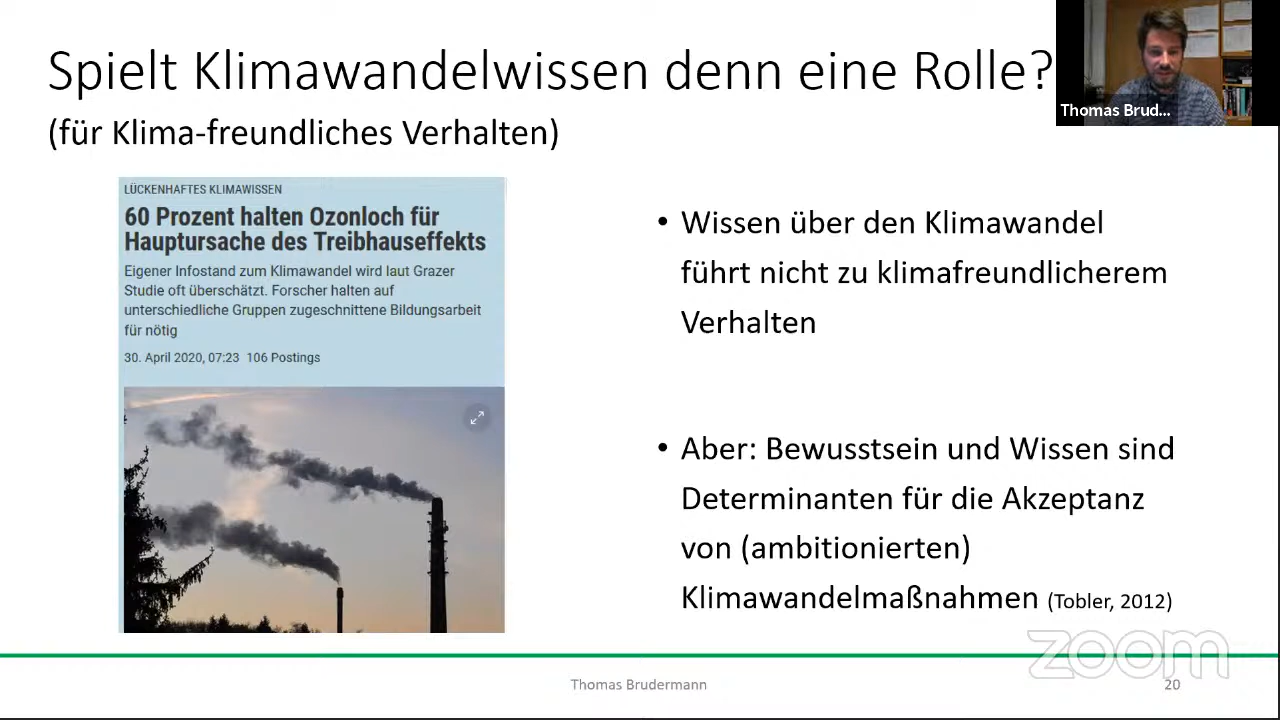 Spielt Klimawandelwissen denn eine Rolle?
(für Klima-freundliches Verhalten)
Thomas Brud...
LÜCKENHAFTES KLIMAWISSEN
60 Prozent halten Ozonloch für
Hauptursache des Treibhauseffekts
Eigener Infostand zum Klimawandel wird laut Grazer
Studie oft überschätzt. Forscher halten auf
unterschiedliche Gruppen zugeschnittene Bildungsarbeit
für nötig
30. April 2020, 07:23 106 Postings
• Wissen über den Klimawandel
führt nicht zu klimafreundlicherem
Verhalten
• Aber: Bewusstsein und Wissen sind
Determinanten für die Akzeptanz
von (ambitionierten)
Klimawandelmaßnahmen (Tobler, 2012)
zoom
Thomas Brudermann
20